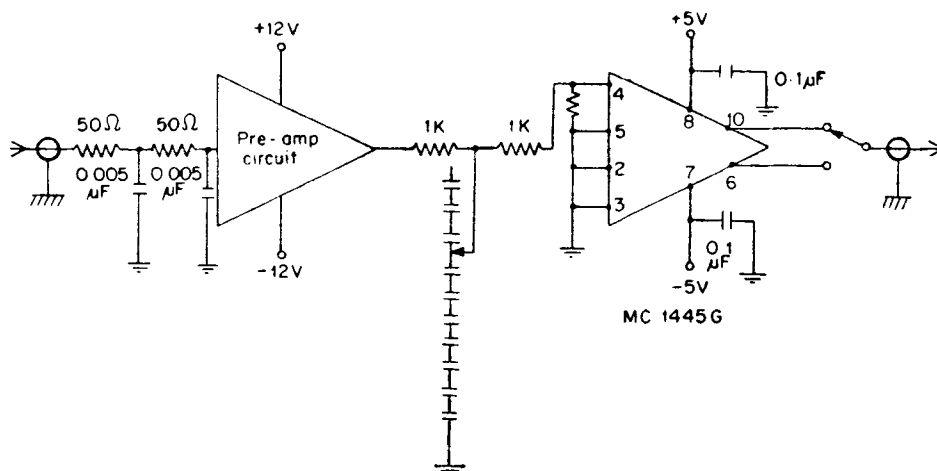 +12V
+5V
0.1µF
50Ω 50Ω
1K 1K
4
Pre-amp
circuit
5
8
10
0.005
µF
0.005
µF
2
7
6
3
-12V
0.1
µF
-5V
MC 1445G